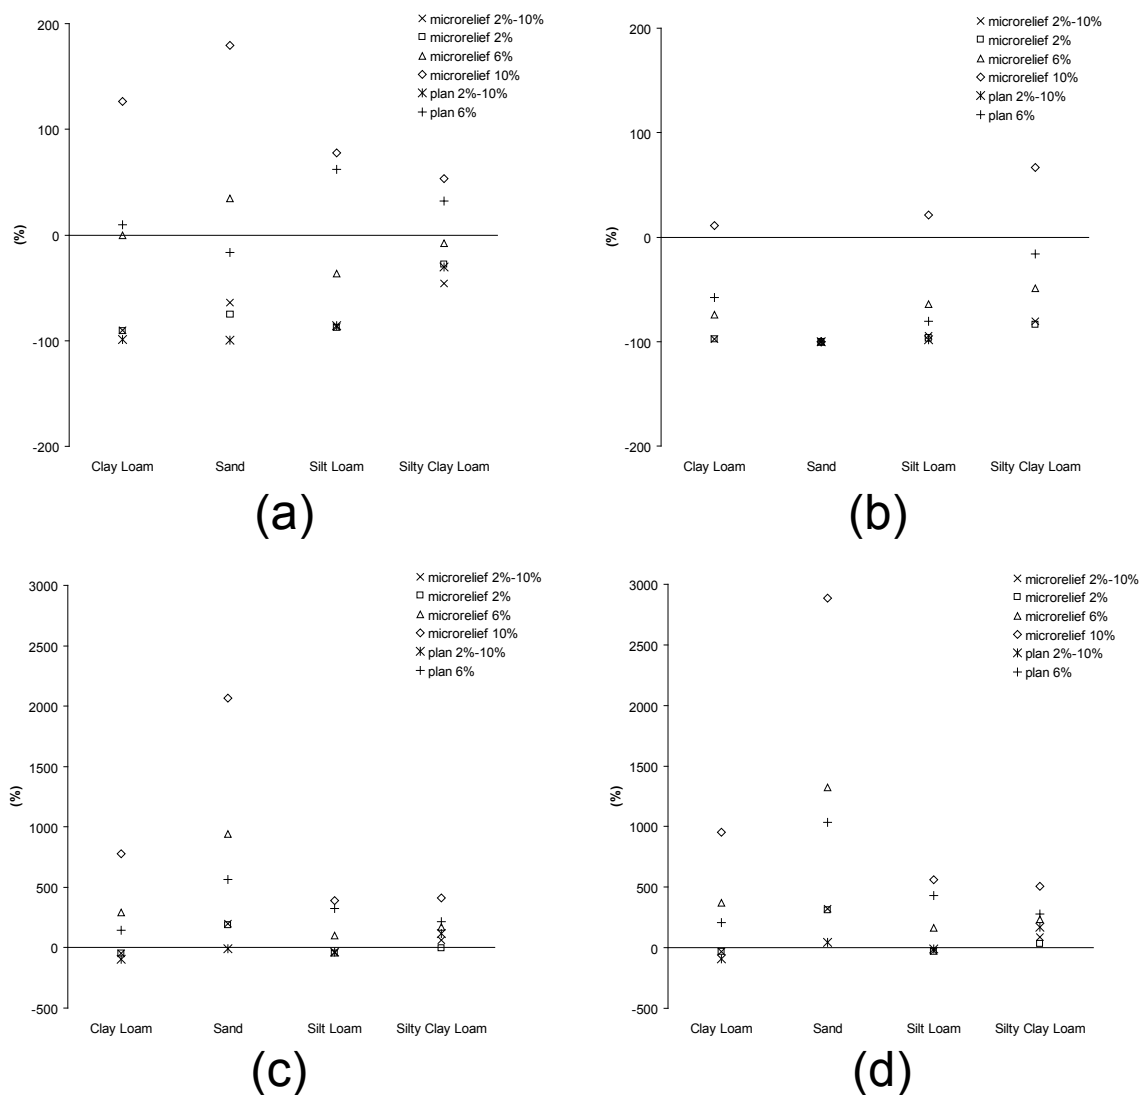 200
100
0
-100
-200
(%)
microrelief 2%-10%
microrelief 2%
microrelief 6%
microrelief 10%
plan 2%-10%
plan 6%
Clay Loam Sand Silt Loam Silty Clay Loam
(a)
200
100
0
-100
-200
(%)
microrelief 2%-10%
microrelief 2%
microrelief 6%
microrelief 10%
plan 2%-10%
plan 6%
Clay Loam Sand Silt Loam Silty Clay Loam
(b)
3000
2500
2000
1500
1000
500
0
-500
(%)
microrelief 2%-10%
microrelief 2%
microrelief 6%
microrelief 10%
plan 2%-10%
plan 6%
Clay Loam Sand Silt Loam Silty Clay Loam
(c)
3000
2500
2000
1500
1000
500
0
-500
(%)
microrelief 2%-10%
microrelief 2%
microrelief 6%
microrelief 10%
plan 2%-10%
plan 6%
Clay Loam Sand Silt Loam Silty Clay Loam
(d)